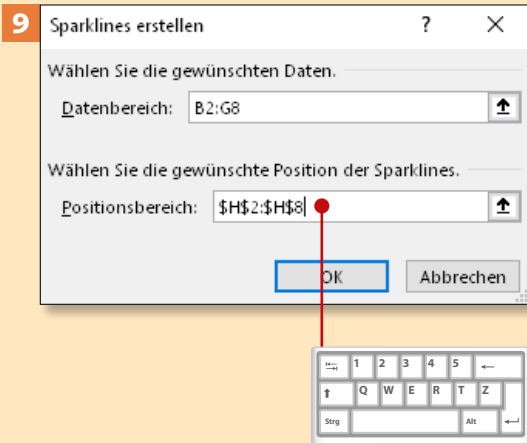 9
Sparklines erstellen ? ×
Wählen Sie die gewünschten Daten.
Datenbereich: B2:G8
Wählen Sie die gewünschte Position der Sparklines.
Positionsbereich: $H$2:$H$8
OK Abbrechen
1 2 3 4 5 ←
Q W E R T Z
Strg Alt